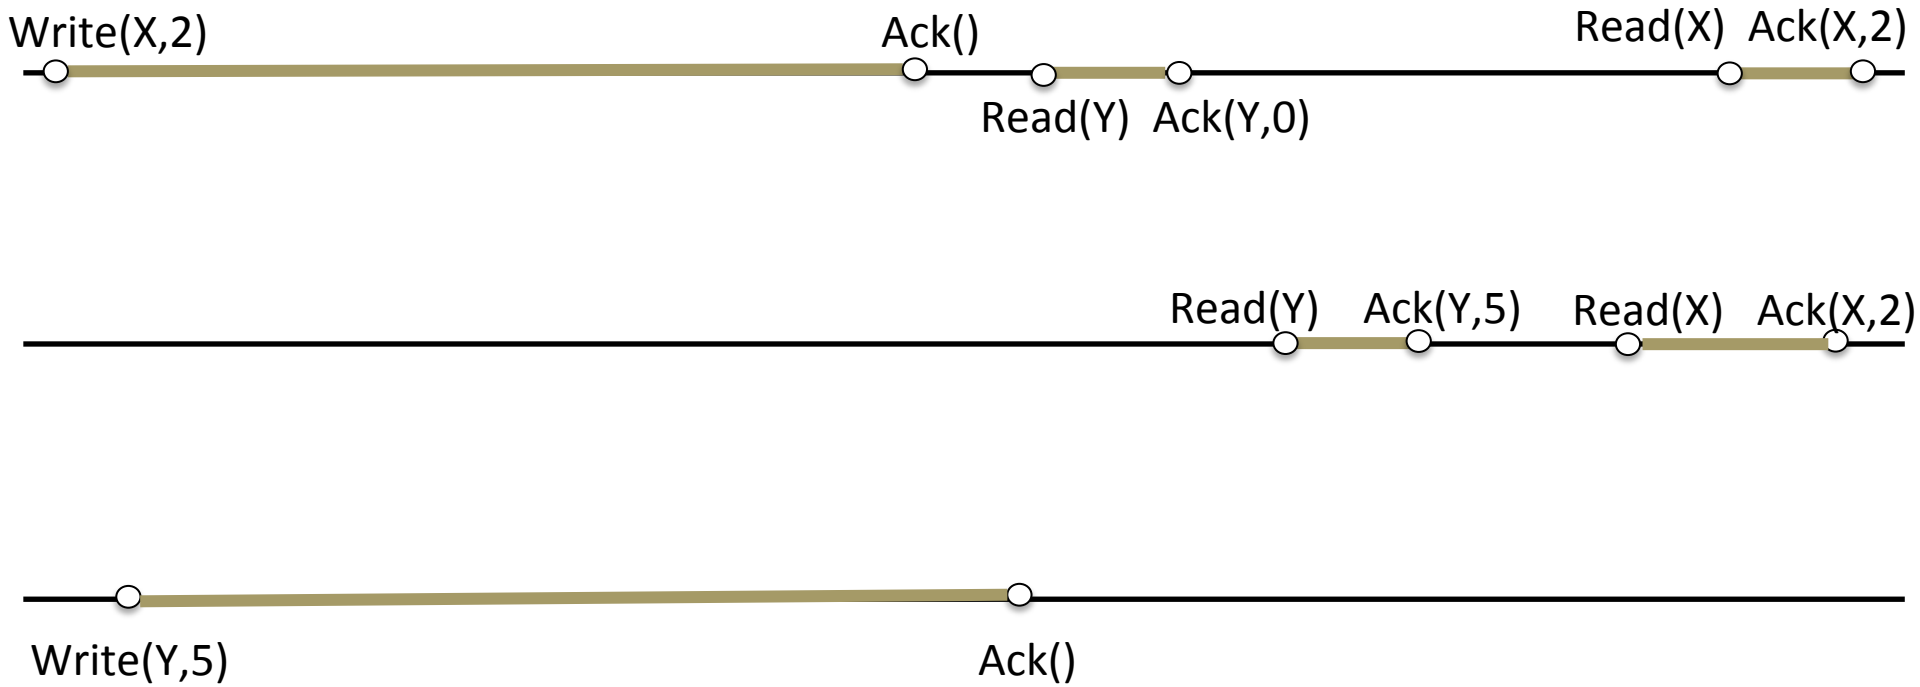 Write(X,2) Ack() Read(X) Ack(X,2)
Read(Y) Ack(Y,0)
Read(Y) Ack(Y,5) Read(X) Ack(X,2)
Write(Y,5) Ack()